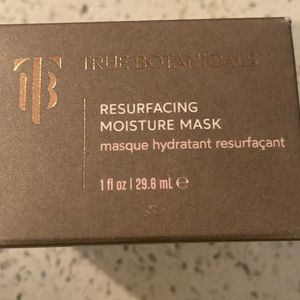 TB
TRUE BOTANICALS
RESURFACING
MOISTURE MASK
masque hydratant resurfaçant
1 fl oz | 29.6 mL ℮